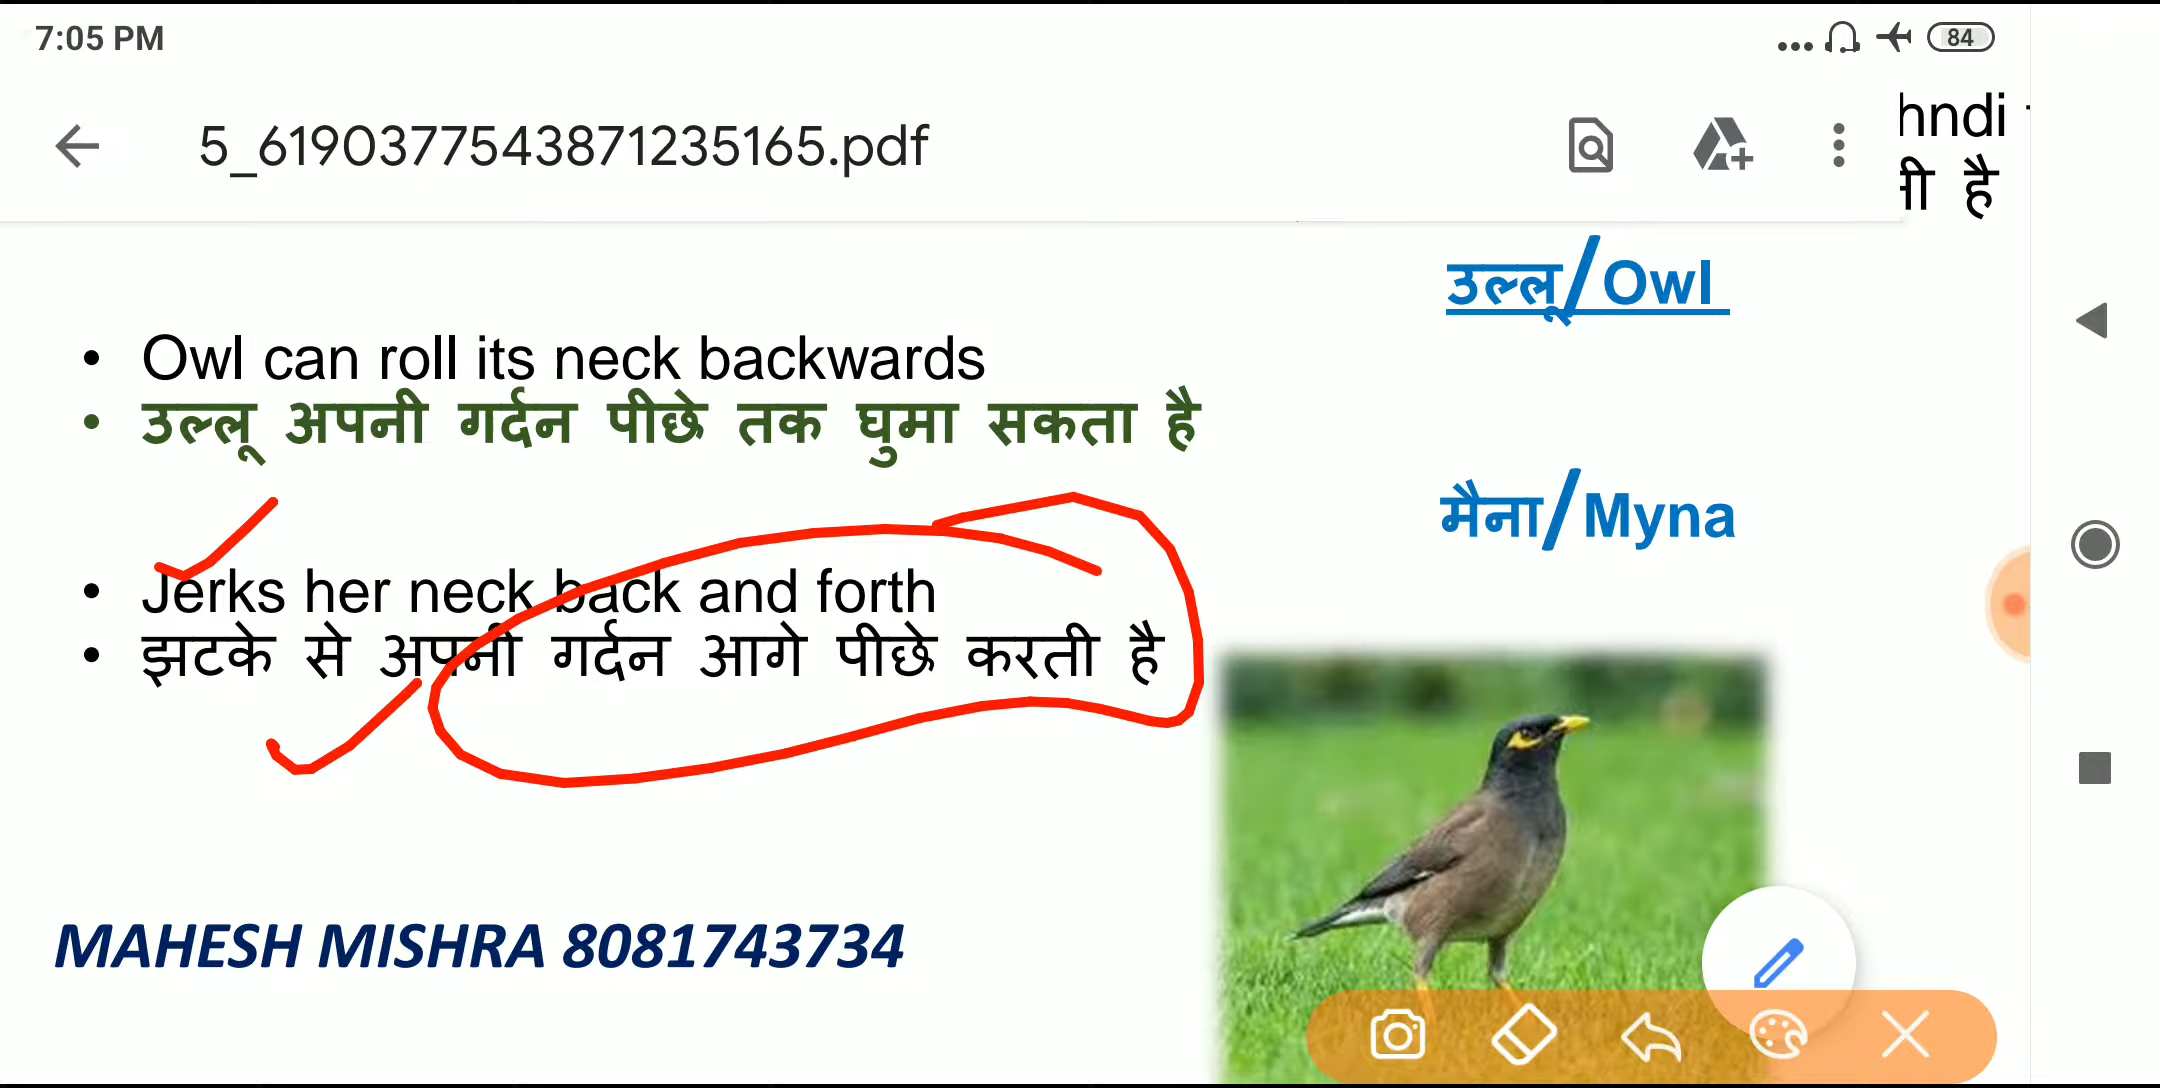 7:05 PM
84
5_6190377543871235165.pdf
hndi
ी है
उल्लू/Owl
• Owl can roll its neck backwards
• उल्लू अपनी गर्दन पीछे तक घुमा सकता है
मैना/Myna
• Jerks her neck back and forth
• झटके से अपनी गर्दन आगे पीछे करती है
MAHESH MISHRA 8081743734